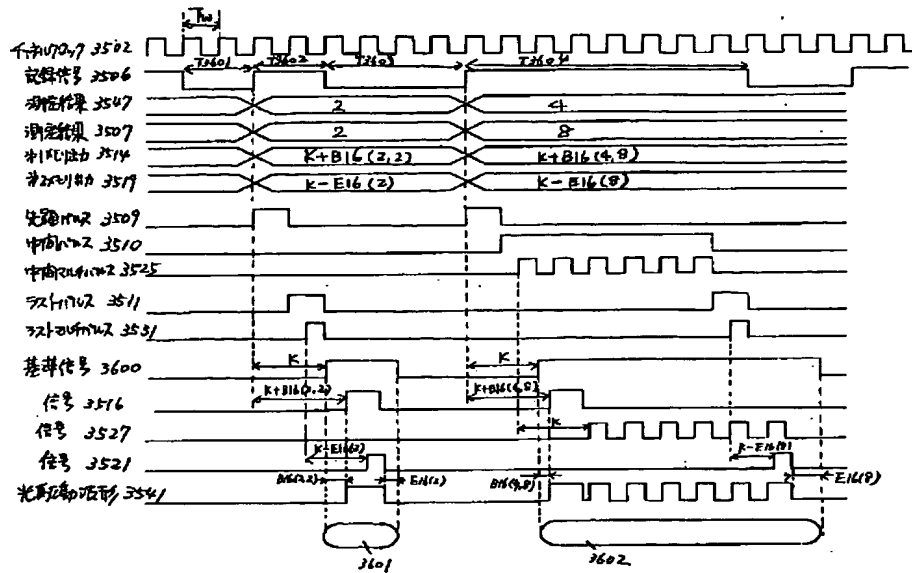 Tw
チャネルクロック 3502
T3601 T3602 T3603 T3604
記録信号 3506
測定結果 3547 2 4
測定結果 3507 2 8
第1メモリ出力 3514 K+B16(2,2) K+B16(4,8)
第2メモリ出力 3519 K-E16(2) K-E16(8)
先頭パルス 3509
中間パルス 3510
中間マルチパルス 3525
ラストパルス 3511
ラストマルチパルス 3531
基準信号 3600 K K
信号 3516 K+B16(2,2) K+B16(4,8)
信号 3527 K
信号 3521 K-E16(2) K-E16(8)
光駆動波形 3541 B16(2,2) E16(2) B16(4,8) E16(8)
3601 3602